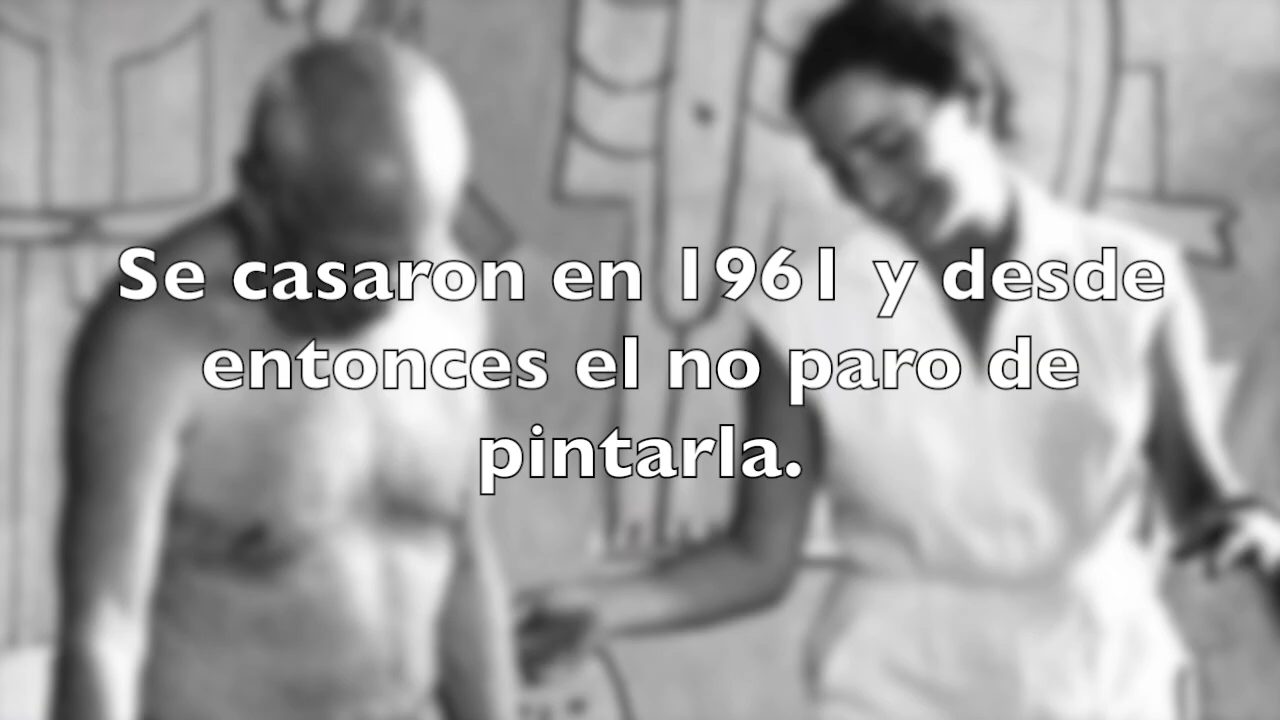 Se casaron en 1961 y desde
entonces el no paro de
pintarla.